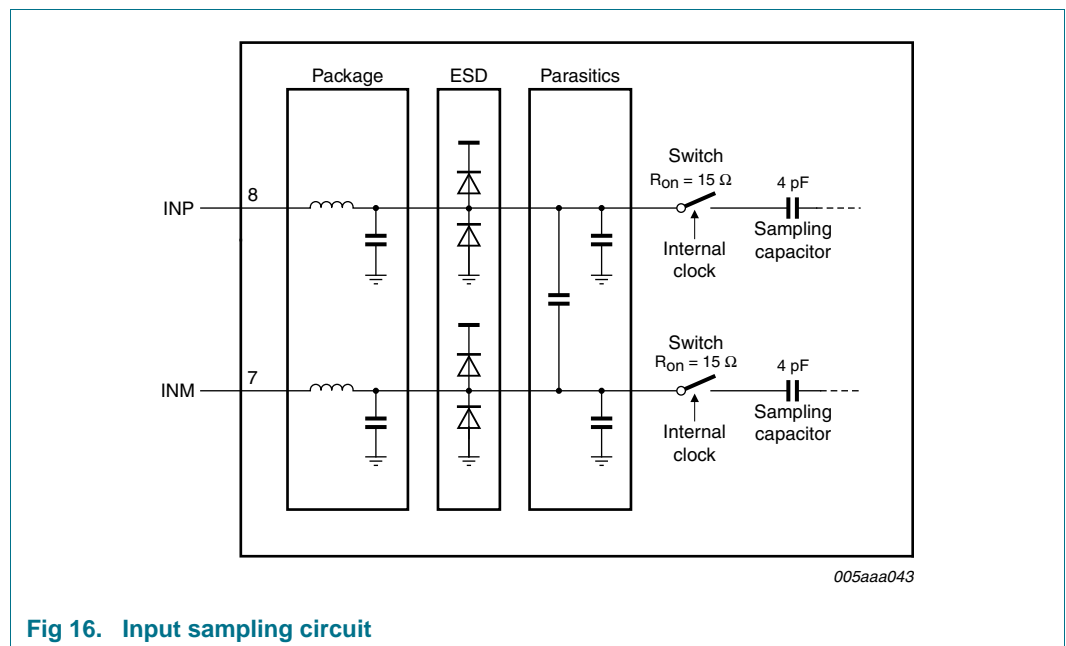 Package ESD Parasitics
Switch
Ron = 15 Ω
4 pF
8
INP
Sampling
capacitor
Internal
clock
Switch
Ron = 15 Ω
4 pF
7
INM
Sampling
capacitor
Internal
clock
005aaa043
Fig 16. Input sampling circuit